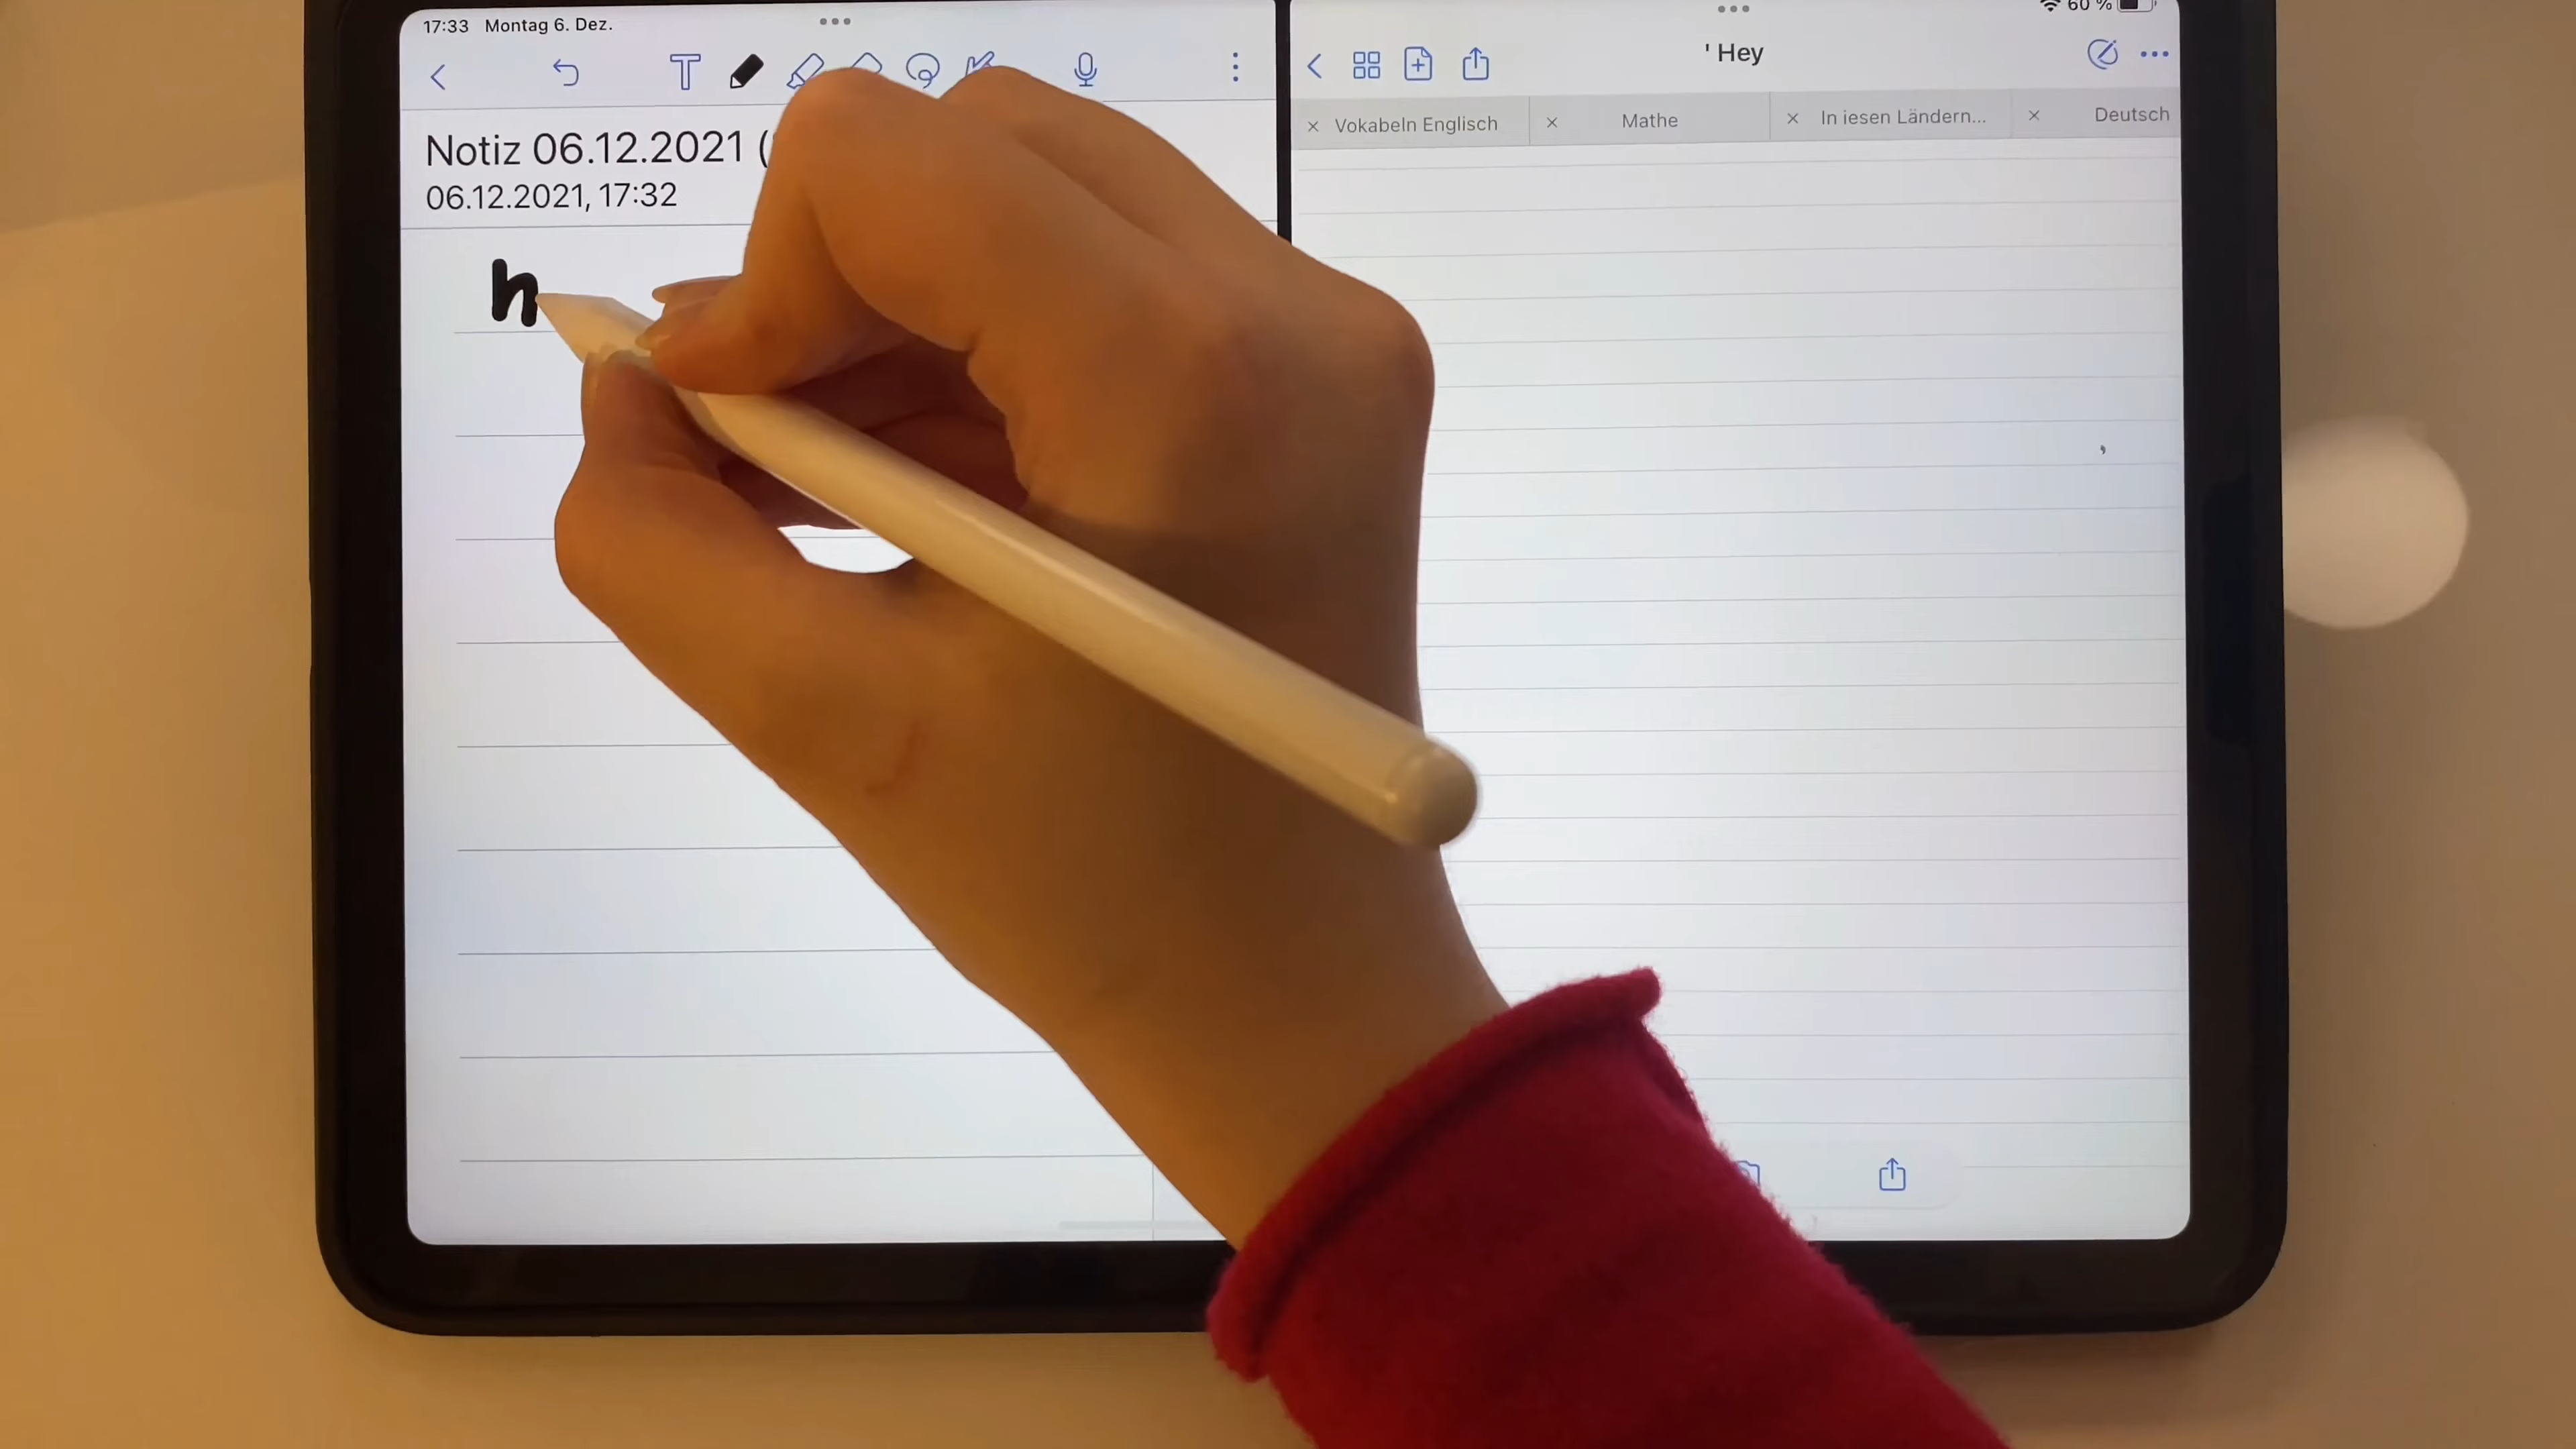 17:33 Montag 6. Dez.
60 %
' Hey
Vokabeln Englisch
Mathe
In iesen Ländern...
Deutsch
Notiz 06.12.2021 (
06.12.2021, 17:32
h
,